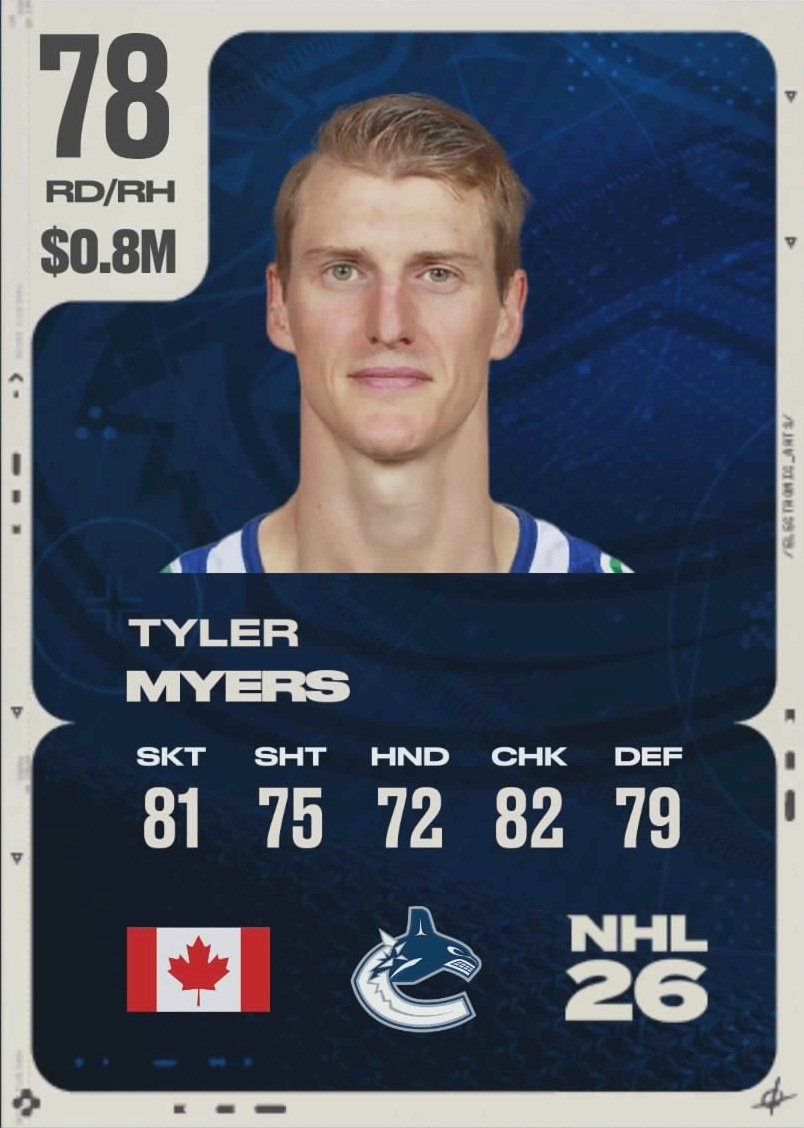 78
RD/RH
$0.8M
/ELECTRONIC_ARTS/
TYLER
MYERS
SKT SHT HND CHK DEF
81 75 72 82 79
NHL
26